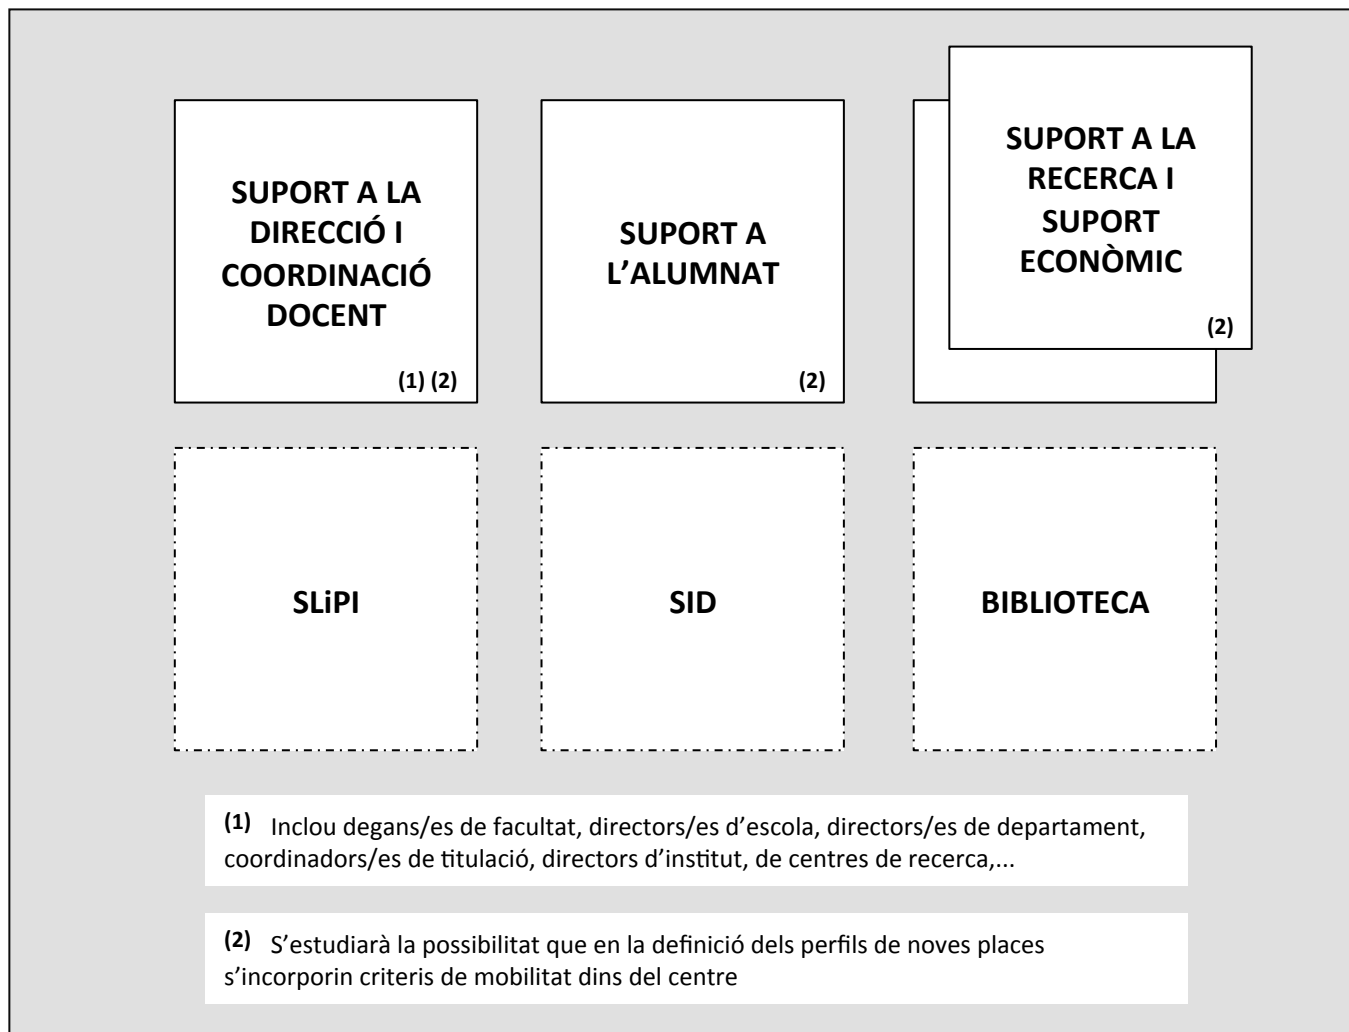 SUPORT A LA
DIRECCIÓ I
COORDINACIÓ
DOCENT
(1) (2)
SUPORT A
L’ALUMNAT
(2)
SUPORT A LA
RECERCA I
SUPORT
ECONÒMIC
(2)
SLiPI
SID
BIBLIOTECA
(1) Inclou degans/es de facultat, directors/es d’escola, directors/es de departament,
coordinadors/es de titulació, directors d’institut, de centres de recerca,...
(2) S’estudiarà la possibilitat que en la definició dels perfils de noves places
s’incorporin criteris de mobilitat dins del centre